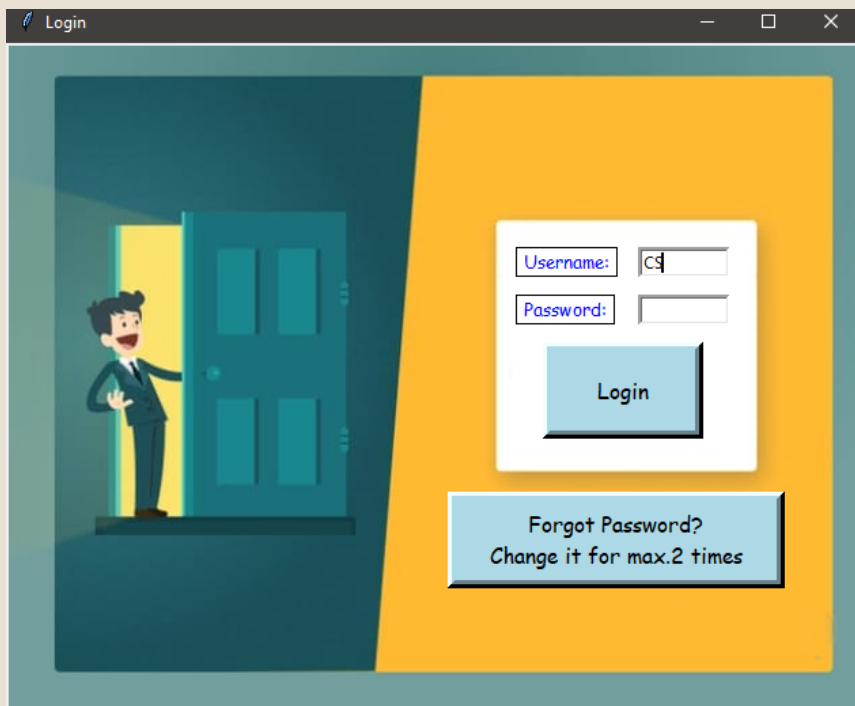 Login
Username: CS
Password:
Login
Forgot Password?
Change it for max.2 times